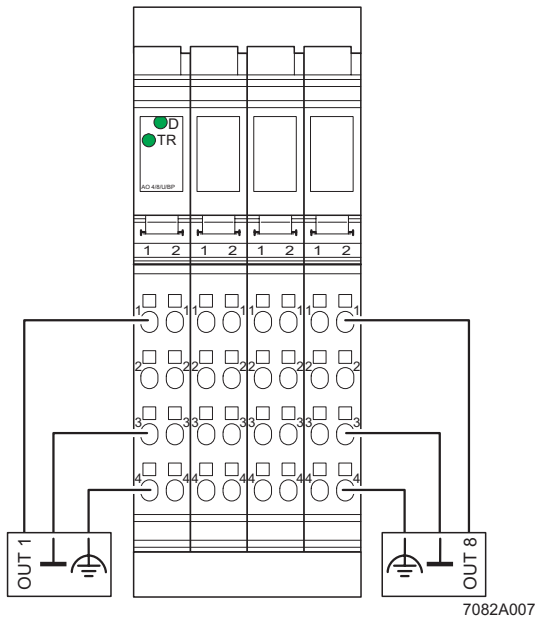 D
TR
AO 4/8/U/BP
1 2 1 2 1 2 1 2
1 1 1 1 1 1 1 1
2 2 2 2 2 2 2 2
3 3 3 3 3 3 3 3
4 4 4 4 4 4 4 4
OUT 1
OUT 8
7082A007